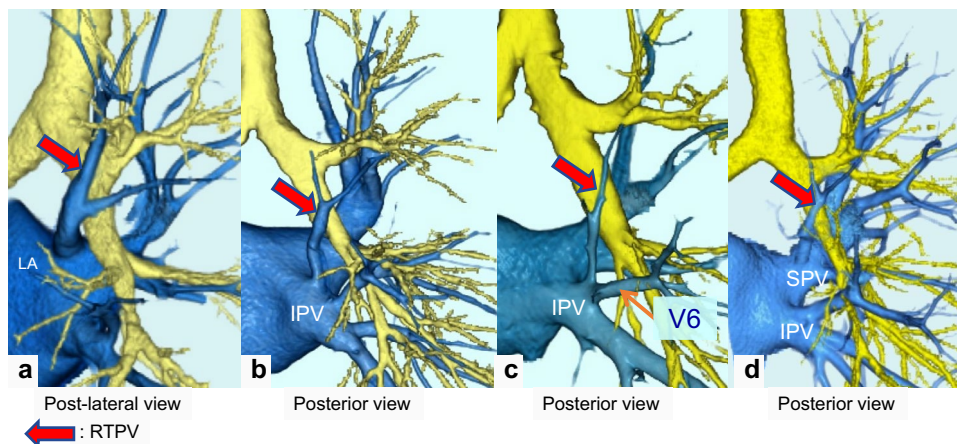 LA
IPV
IPV
V6
SPV
IPV
a
b
c
d
Post-lateral view
Posterior view
Posterior view
Posterior view
: RTPV